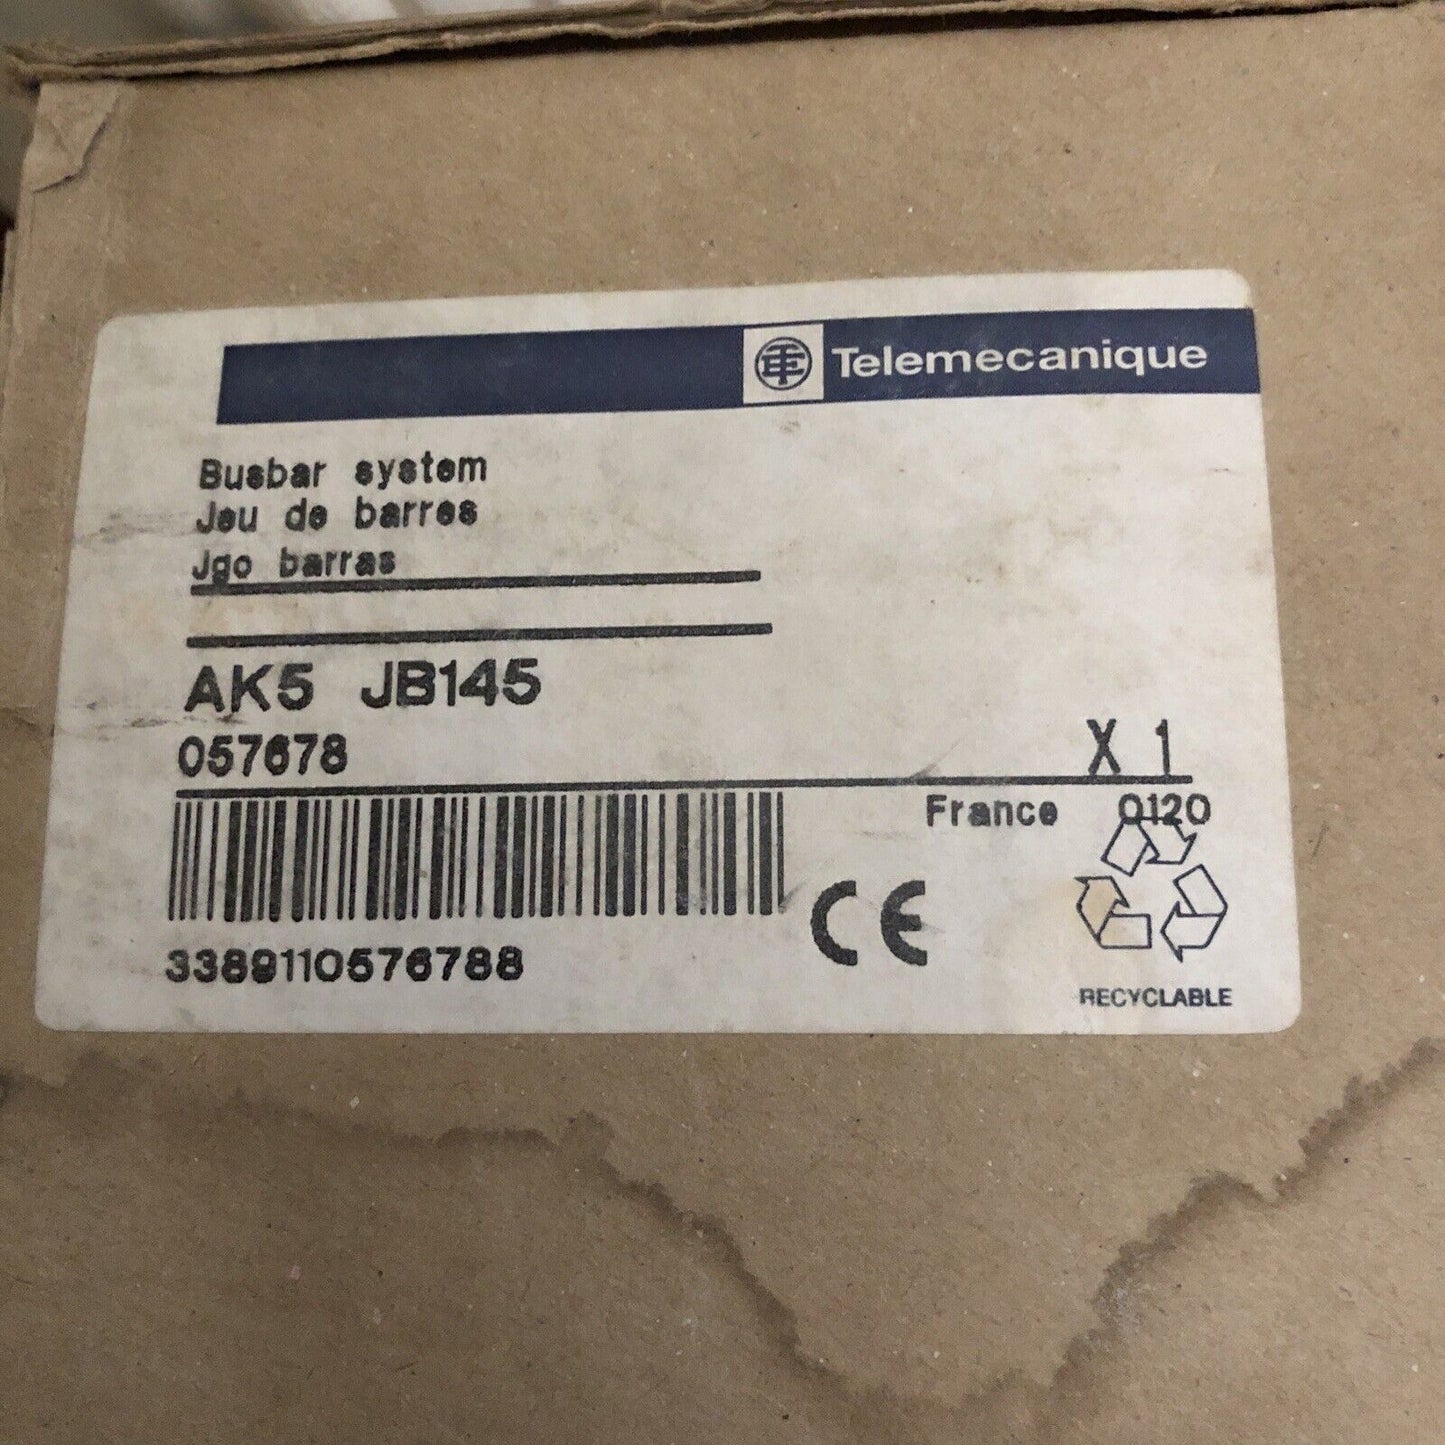 Telemecanique
Busbar system
Jeu de barres
Jgo barras
AK5 JB145
057678
X 1
France 0120
3389110576788
CE
RECYCLABLE